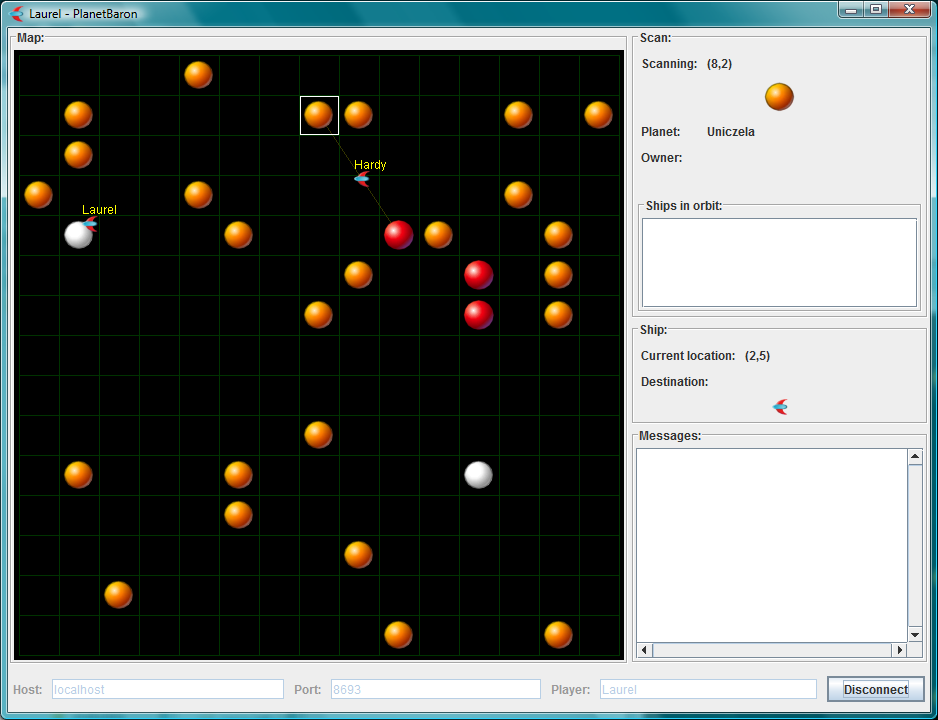 Laurel - PlanetBaron
Map:
Hardy
Laurel
Scan:
Scanning: (8,2)
Planet: Uniczela
Owner:
Ships in orbit:
Ship:
Current location: (2,5)
Destination:
Messages:
Host: localhost Port: 8693 Player: Laurel Disconnect